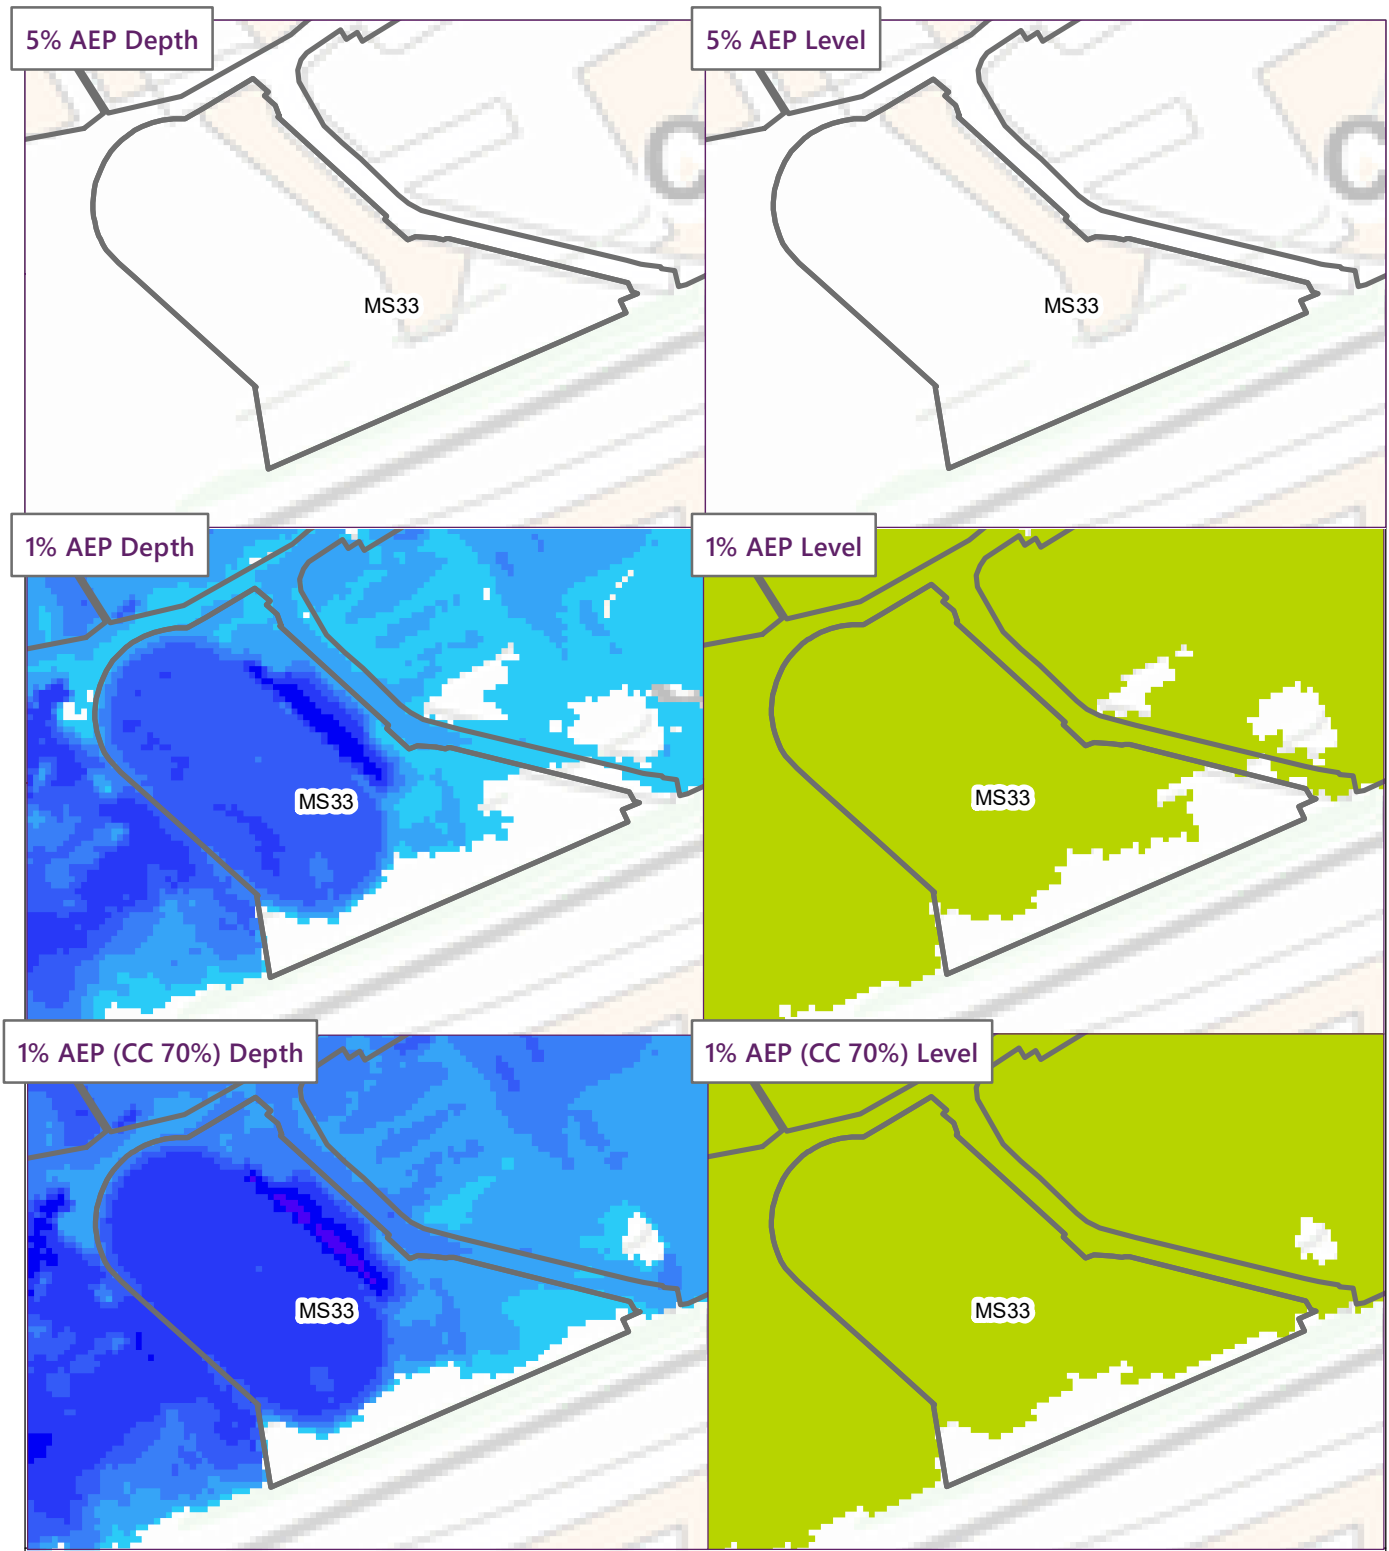 5% AEP Depth
5% AEP Level
MS33
MS33
1% AEP Depth
1% AEP Level
MS33
MS33
1% AEP (CC 70%) Depth
1% AEP (CC 70%) Level
MS33
MS33